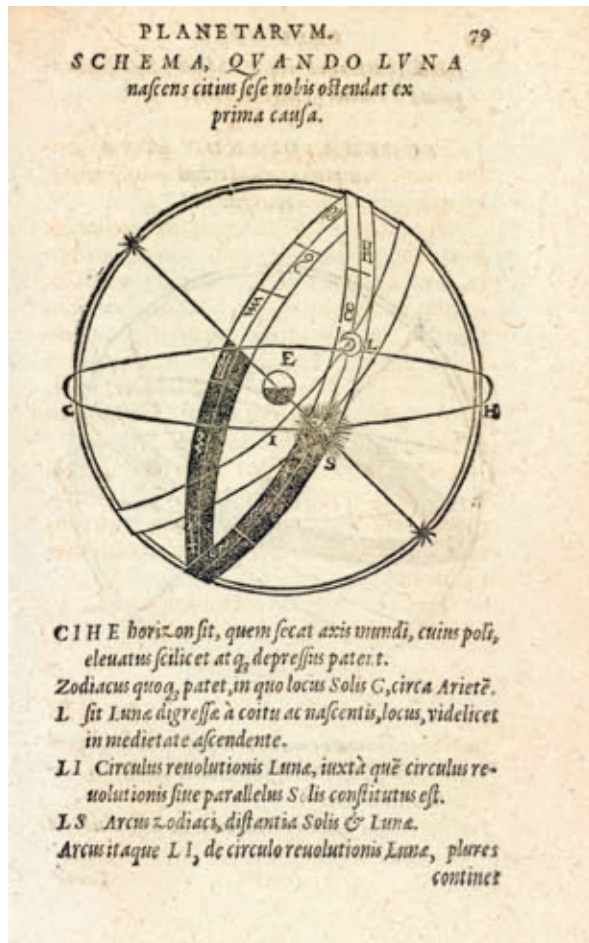 PLANETARVM. 79
SCHEMA, QVANDO LVNA
naſcens citius ſeſe nobis oſtendat ex
prima cauſa.
E
L
C
H
I
S
CIHE horizon ſit, quem ſecat axis mundi, cuius poli,
eleuatus ſcilicet atq; depreſſus patent.
Zodiacus quoq; patet, in quo locus Solis G, circa Arietē.
L ſit Lunæ digreſſæ à coitu ac naſcentis, locus, videlicet
in medietate aſcendente.
LI Circulus reuolutionis Lunæ, iuxtà quē circulus re-
uolutionis ſiue parallelus Solis conſtitutus eſt.
LS Arcus zodiaci, diſtantia Solis & Lunæ.
Arcus itaque LI, de circulo reuolutionis Lunæ, plures
continet